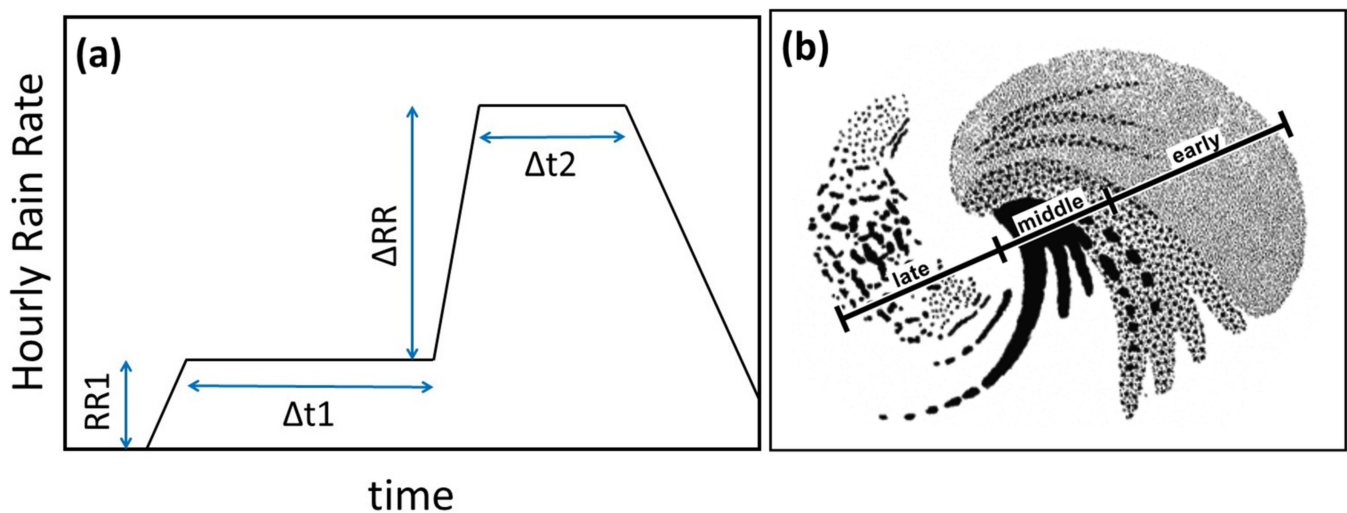 (a)
Hourly Rain Rate
RR1
Δt1
ΔRR
Δt2
time
(b)
early
middle
late